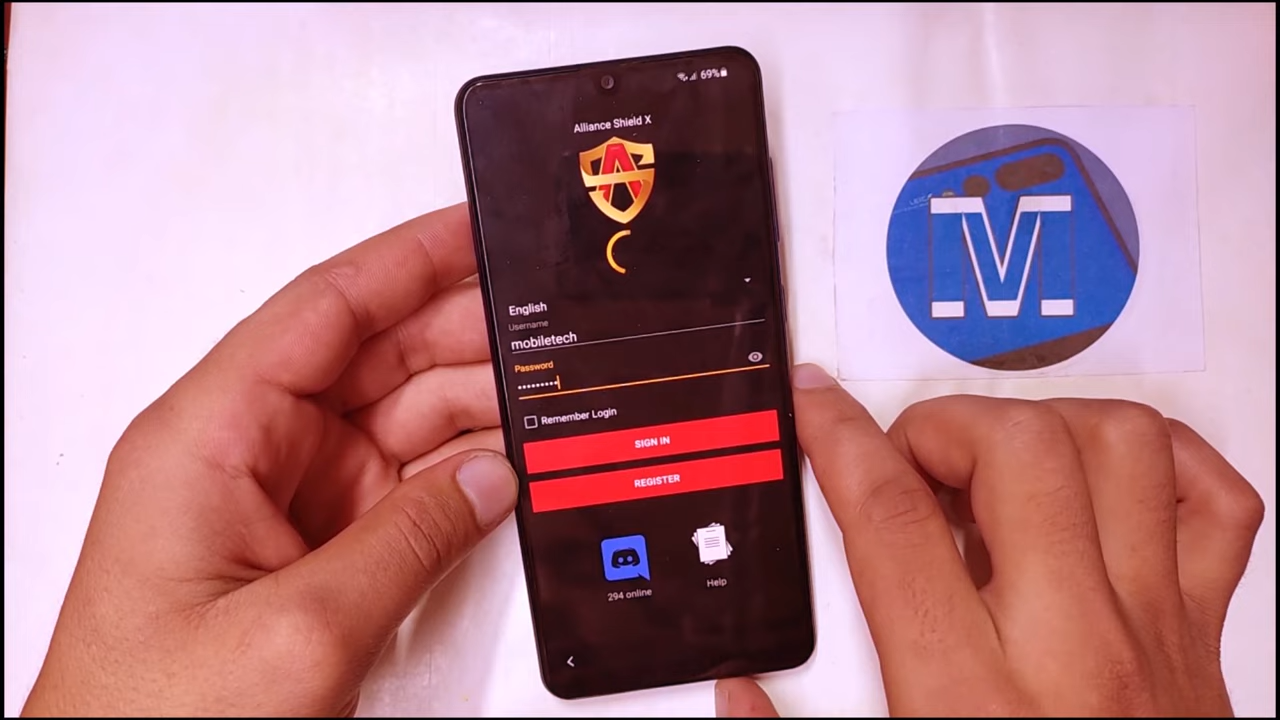 69%
Alliance Shield X
English
Username
mobiletech
Password
•••••••••
Remember Login
SIGN IN
REGISTER
294 online
Help
M